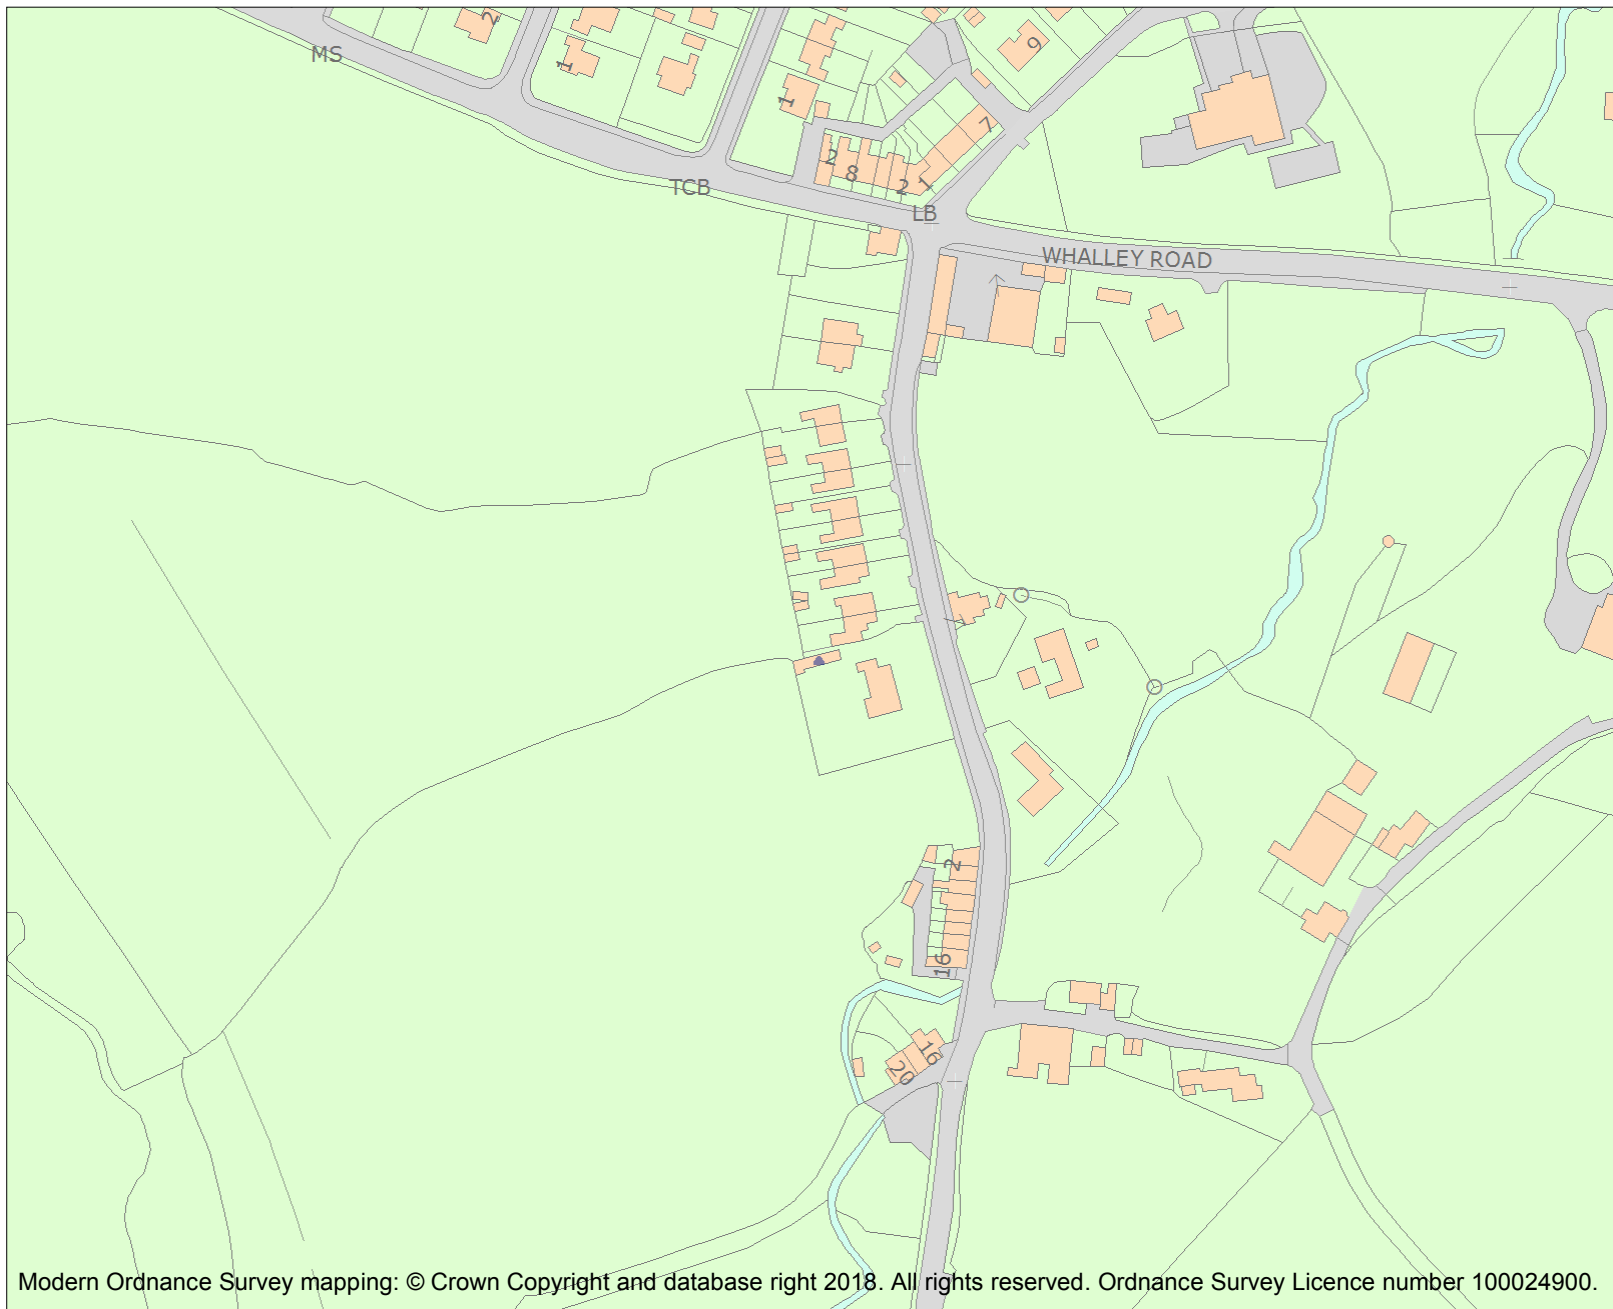 2
MS
1
9
1
7
2
8
2
1
TCB
LB
WHALLEY ROAD
2
16
16
20
Modern Ordnance Survey mapping: © Crown Copyright and database right 2018. All rights reserved. Ordnance Survey Licence number 100024900.